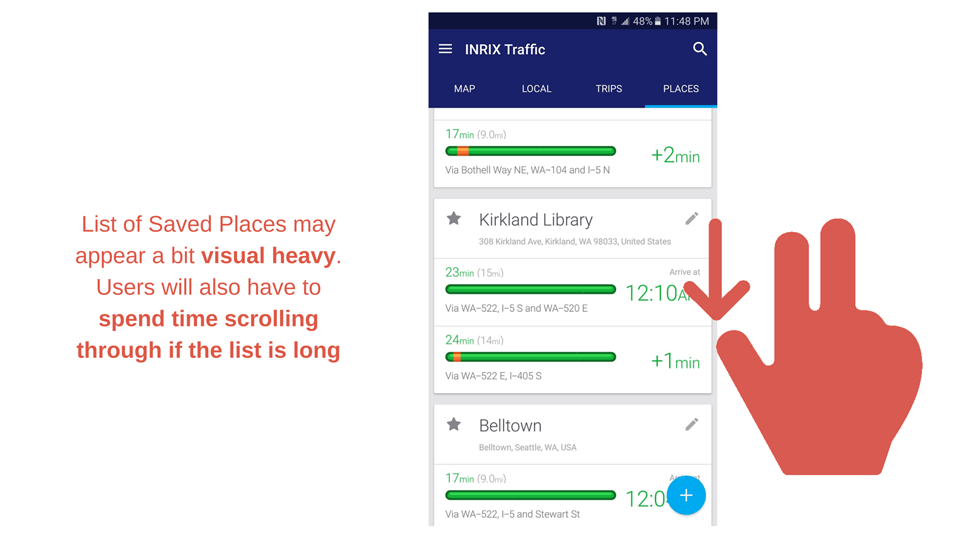 List of Saved Places may
appear a bit visual heavy.
Users will also have to
spend time scrolling
through if the list is long
48% 11:48 PM
INRIX Traffic
MAP LOCAL TRIPS PLACES
17min (9.0mi)
+2min
Via Bothell Way NE, WA-104 and I-5 N
Kirkland Library
308 Kirkland Ave, Kirkland, WA 98033, United States
23min (15mi)
Arrive at
12:10
Via WA-522, I-5 S and WA-520 E
24min (14mi)
+1min
Via WA-522 E, I-405 S
Belltown
Belltown, Seattle, WA, USA
17min (9.0mi)
12:0
Via WA-522, I-5 and Stewart St